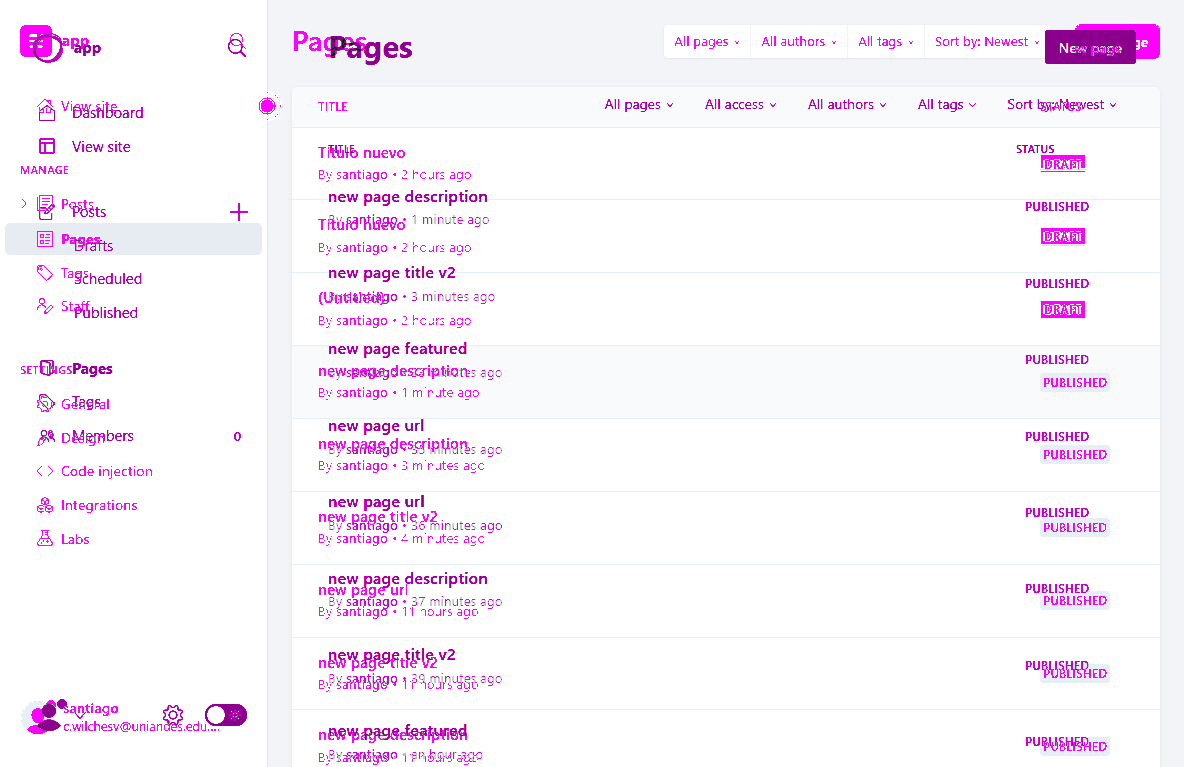 app
app
View site
Dashboard
View site
MANAGE
Posts
Posts
Pages
Drafts
Tags
Scheduled
Staff
Published
SETTINGS
Pages
Tags
General
Members 0
Design
Code injection
Integrations
Labs
santiago
c.wilchesv@uniandes.edu....
Pages
Pages
All pages All authors All tags Sort by: Newest
New page
New page
TITLE STATUS
All pages All access All authors All tags Sort by: Newest
TITLE STATUS
Titulo nuevo
By santiago • 2 hours ago
DRAFT
new page description
By santiago • 1 minute ago
PUBLISHED
Titulo nuevo
By santiago • 2 hours ago
DRAFT
new page title v2
By santiago • 3 minutes ago
PUBLISHED
(Untitled)
By santiago • 2 hours ago
DRAFT
new page featured
By santiago • minutes ago
PUBLISHED
new page description
By santiago • 1 minute ago
PUBLISHED
new page url
By santiago • minutes ago
PUBLISHED
new page description
By santiago • 3 minutes ago
PUBLISHED
new page url
By santiago • 36 minutes ago
PUBLISHED
new page title v2
By santiago • 4 minutes ago
PUBLISHED
new page description
By santiago • 37 minutes ago
PUBLISHED
new page url
By santiago • 11 hours ago
PUBLISHED
new page title v2
By santiago • 39 minutes ago
PUBLISHED
new page title v2
By santiago • 11 hours ago
PUBLISHED
new page featured
By santiago • an hour ago
PUBLISHED
new page description
By santiago • 11 hours ago
PUBLISHED